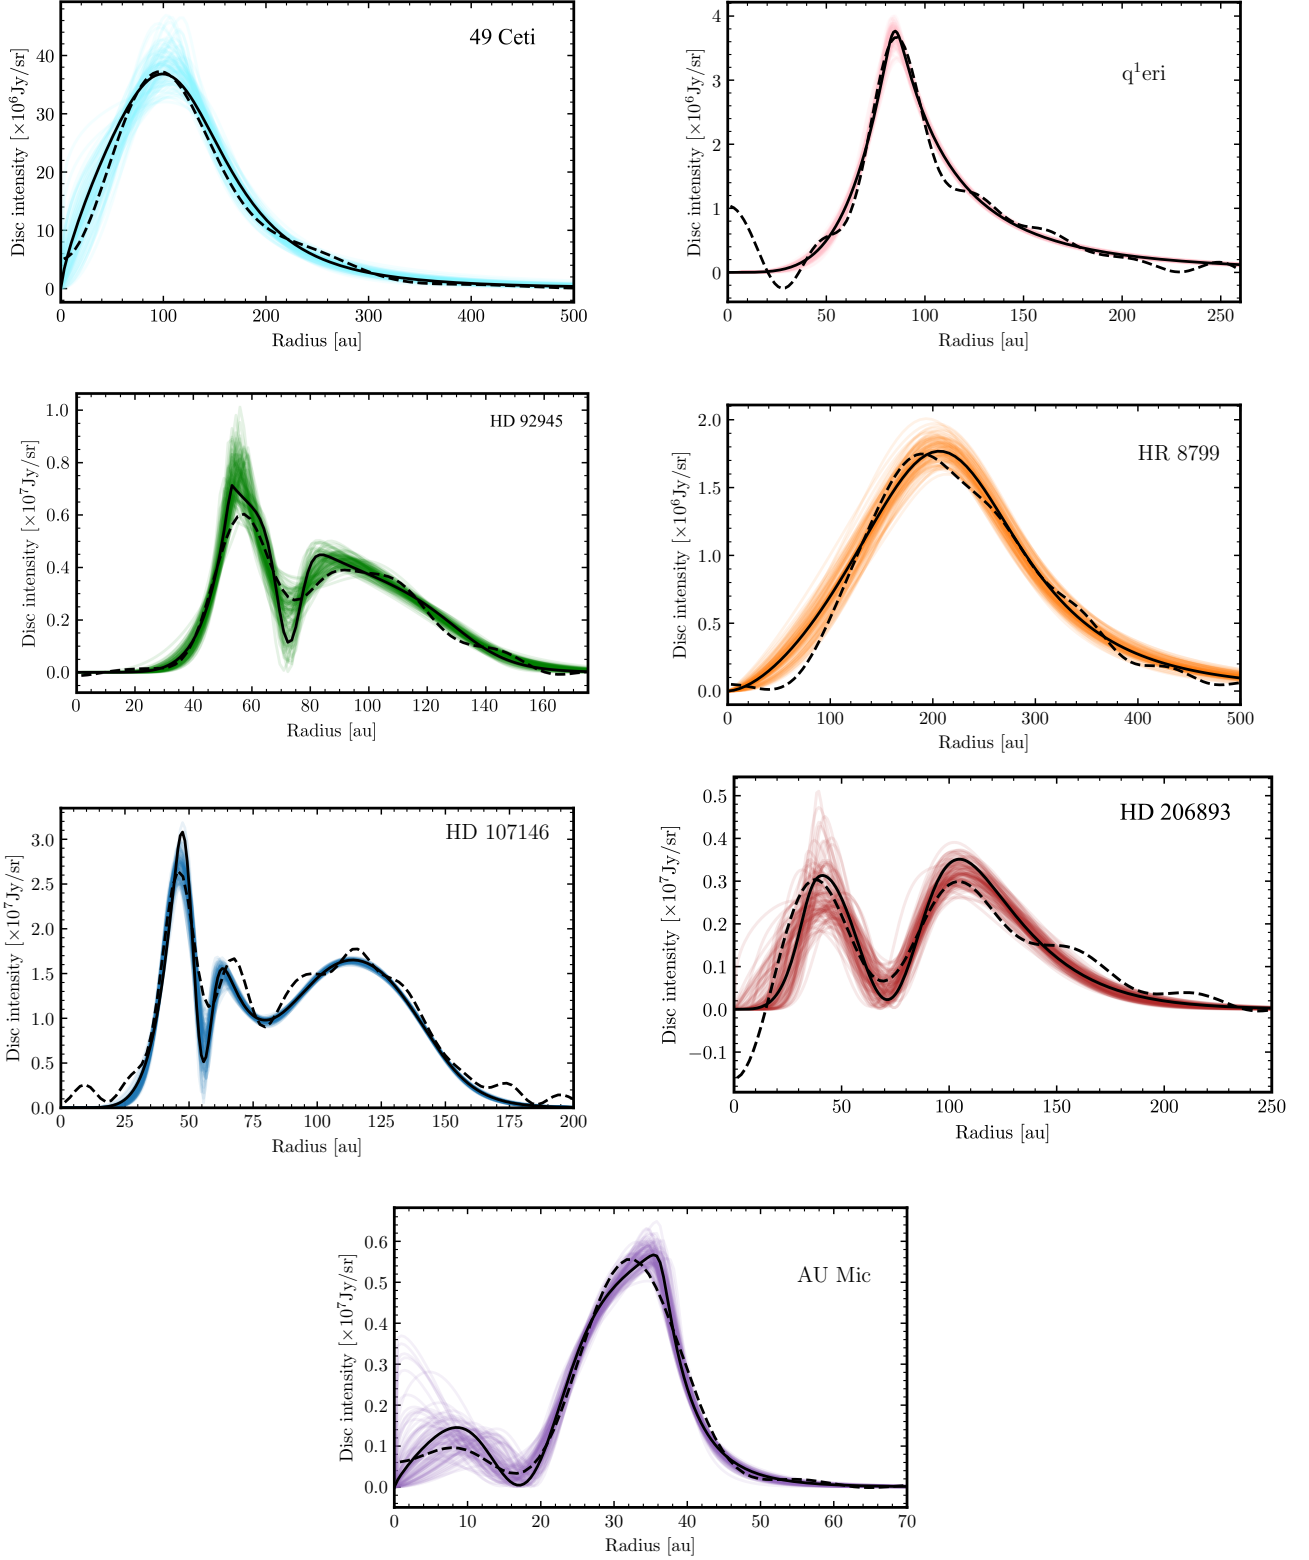 49 Ceti
Disc intensity [×10⁶Jy/sr]
40
30
20
10
0
0 100 200 300 400 500
Radius [au]
q¹eri
Disc intensity [×10⁶Jy/sr]
4
3
2
1
0
0 50 100 150 200 250
Radius [au]
HD 92945
Disc intensity [×10⁷Jy/sr]
1.0
0.8
0.6
0.4
0.2
0.0
0 20 40 60 80 100 120 140 160
Radius [au]
HR 8799
Disc intensity [×10⁶Jy/sr]
2.0
1.5
1.0
0.5
0.0
0 100 200 300 400 500
Radius [au]
HD 107146
Disc intensity [×10⁷Jy/sr]
3.0
2.5
2.0
1.5
1.0
0.5
0.0
0 25 50 75 100 125 150 175 200
Radius [au]
HD 206893
Disc intensity [×10⁷Jy/sr]
0.5
0.4
0.3
0.2
0.1
0.0
−0.1
0 50 100 150 200 250
Radius [au]
AU Mic
Disc intensity [×10⁷Jy/sr]
0.6
0.5
0.4
0.3
0.2
0.1
0.0
0 10 20 30 40 50 60 70
Radius [au]